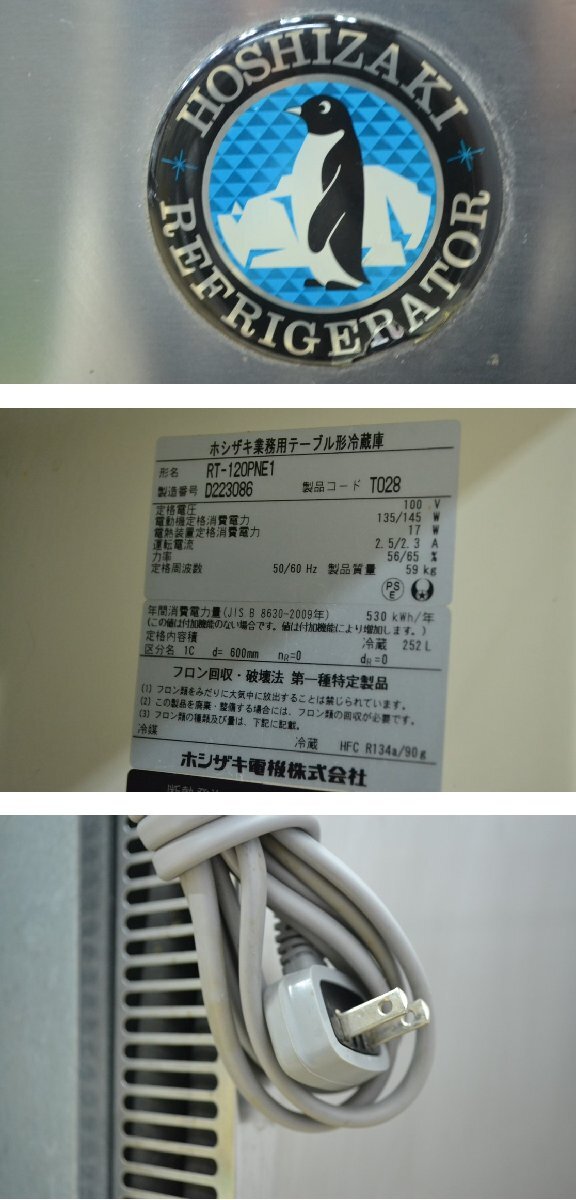 HOSHIZAKI
REFRIGERATOR
ホシザキ業務用テーブル形冷蔵庫
形名 RT-120PNE1
製造番号 D223086 製品コード T028
定格電圧 100 V
電動機定格消費電力 135/145 W
電熱装置定格消費電力 17 W
運転電流 2.5/2.3 A
力率 56/65 %
定格周波数 50/60 Hz 製品質量 59 kg
PS E
年間消費電力量(JIS B 8630-2009年) 530 kWh/年
(この値は付加機能のない場合です。値は付加機能により増加します。)
定格内容積 冷蔵 252 L
区分名 1C d= 600mm nR=0 dR=0
フロン回収・破壊法 第一種特定製品
(1) フロン類をみだりに大気中に放出することは禁じられています。
(2) この製品を廃棄・整備する場合には、フロン類の回収が必要です。
(3) フロン類の種類及び量は、下記に記載。
冷媒 冷蔵 HFC R134a/90g
ホシザキ電機株式会社